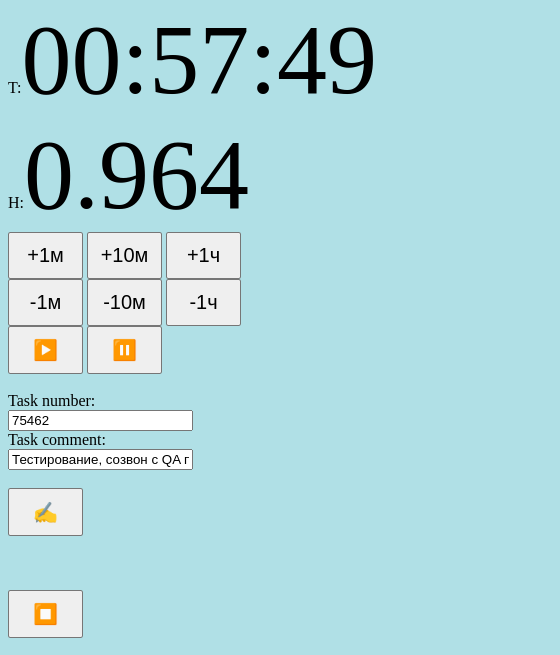 T: 00:57:49
H: 0.964
+1м +10м +1ч
-1м -10м -1ч
Task number:
75462
Task comment:
Тестирование, созвон с QA г